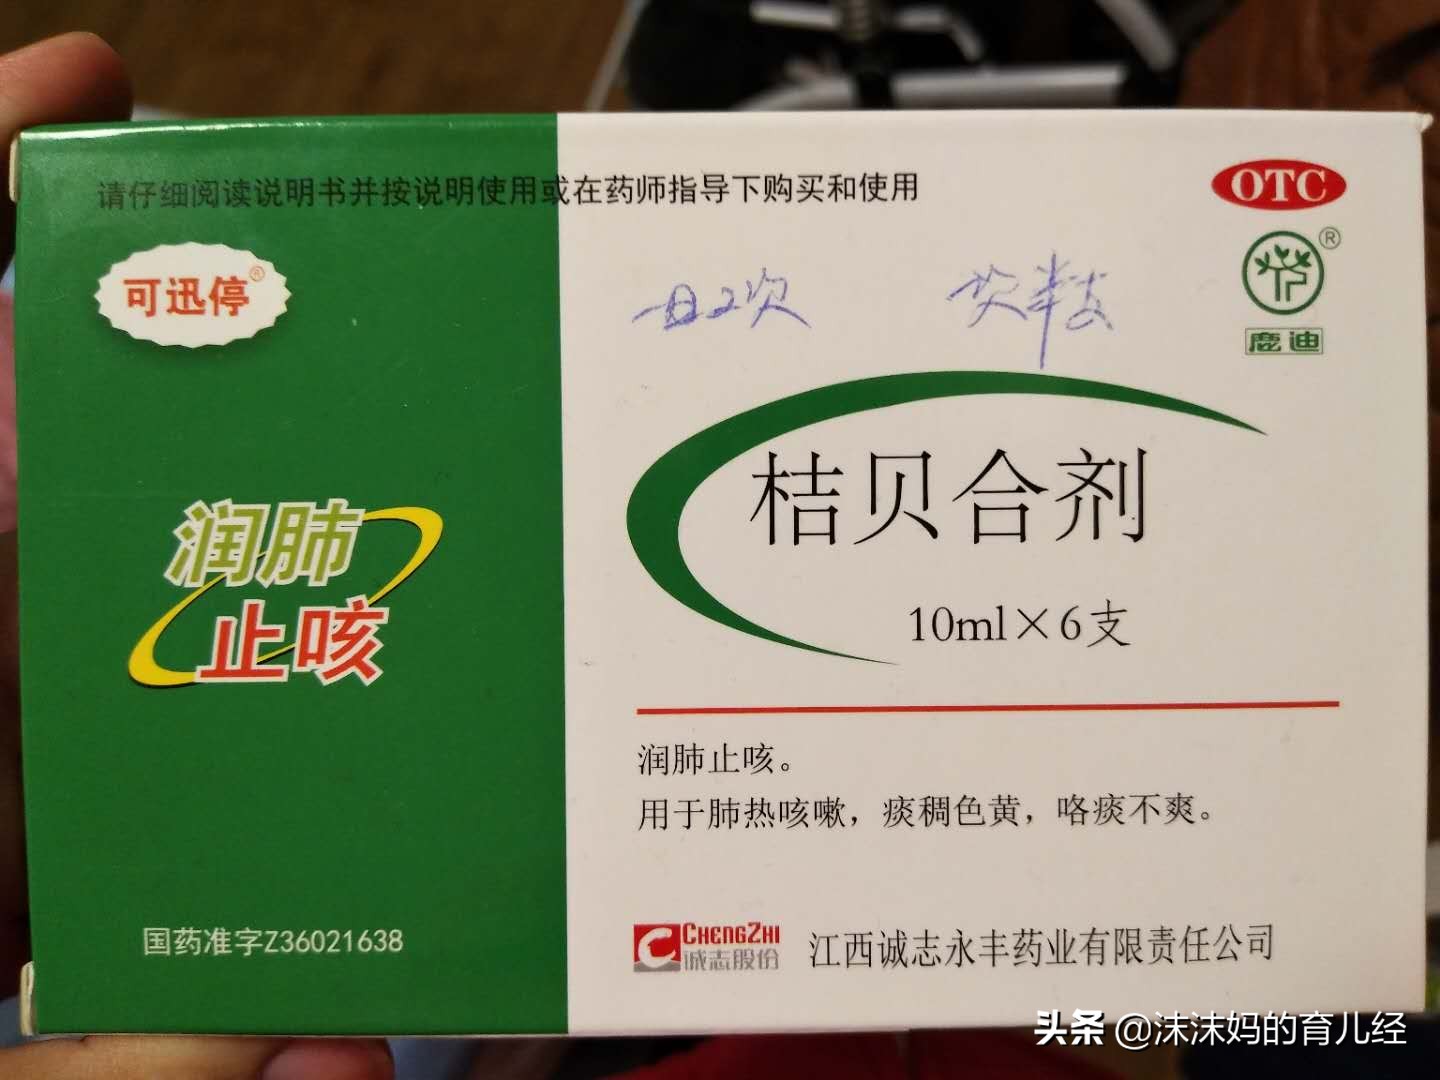 请仔细阅读说明书并按说明使用或在药师指导下购买和使用
OTC
可迅停®
®
鹿迪
一日2次 一次半支
桔贝合剂
10ml×6支
润肺
止咳
润肺止咳。
用于肺热咳嗽，痰稠色黄，咯痰不爽。
国药准字Z36021638
CHENGZHI
诚志股份
江西诚志永丰药业有限责任公司
头条 @沫沫妈的育儿经